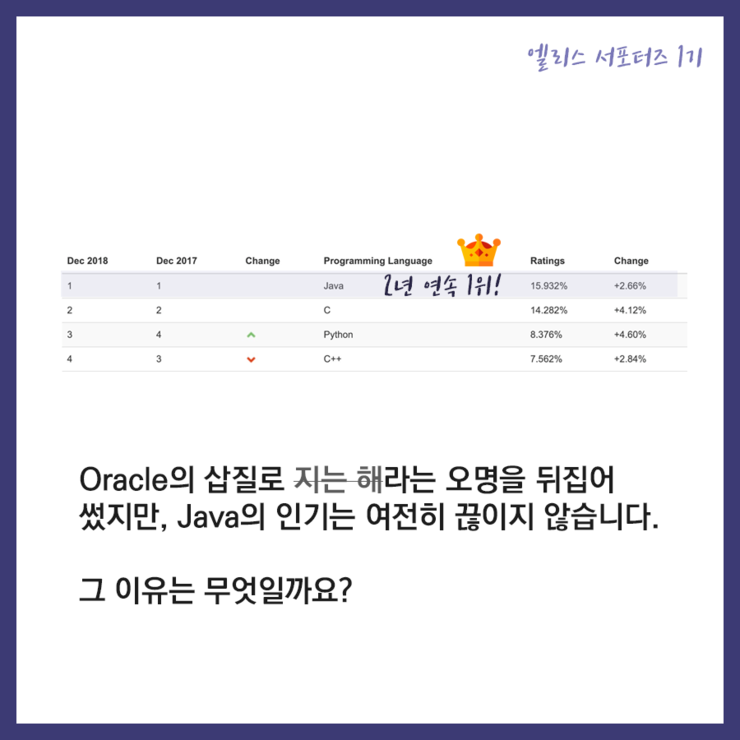 엘리스 서포터즈 1기
Dec 2018 Dec 2017 Change Programming Language Ratings Change
1 1 Java 2년 연속 1위! 15.932% +2.66%
2 2 C 14.282% +4.12%
3 4 Python 8.376% +4.60%
4 3 C++ 7.562% +2.84%
Oracle의 삽질로 지는 해라는 오명을 뒤집어
썼지만, Java의 인기는 여전히 끊이지 않습니다.
그 이유는 무엇일까요?